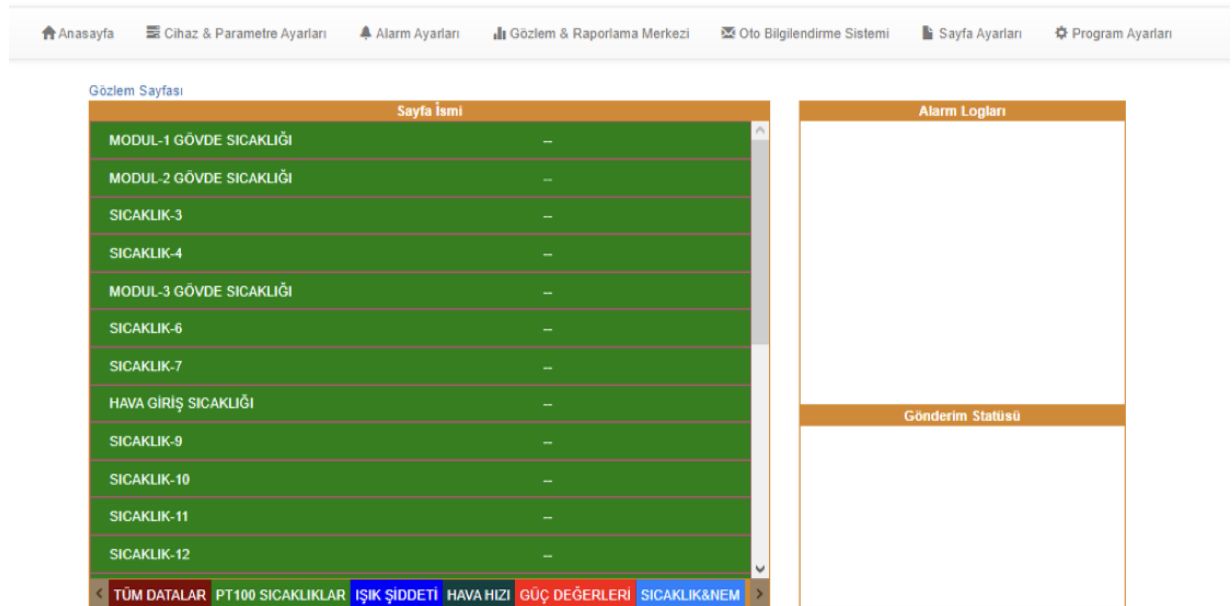 Anasayfa Cihaz & Parametre Ayarları Alarm Ayarları Gözlem & Raporlama Merkezi Oto Bilgilendirme Sistemi Sayfa Ayarları Program Ayarları
Gözlem Sayfası
Sayfa İsmi
MODUL-1 GÖVDE SICAKLIĞI --
MODUL-2 GÖVDE SICAKLIĞI --
SICAKLIK-3 --
SICAKLIK-4 --
MODUL-3 GÖVDE SICAKLIĞI --
SICAKLIK-6 --
SICAKLIK-7 --
HAVA GİRİŞ SICAKLIĞI --
SICAKLIK-9 --
SICAKLIK-10 --
SICAKLIK-11 --
SICAKLIK-12 --
TÜM DATALAR PT100 SICAKLIKLAR IŞIK ŞİDDETİ HAVA HIZI GÜÇ DEĞERLERİ SICAKLIK&NEM
Alarm Logları
Gönderim Statüsü